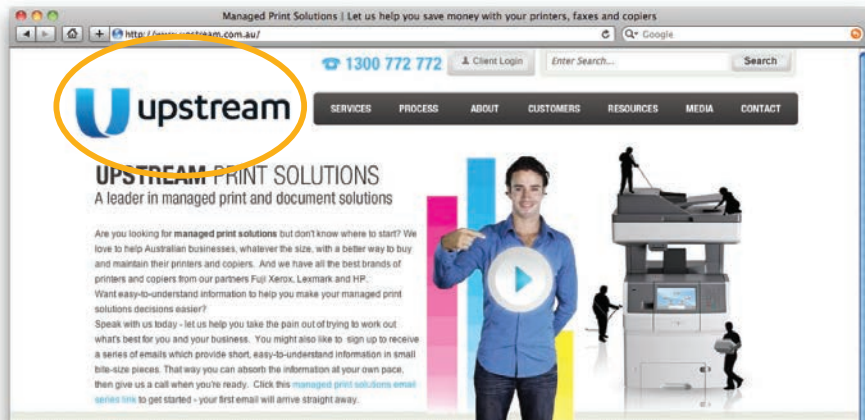 Managed Print Solutions | Let us help you save money with your printers, faxes and copiers
http://www.upstream.com.au/
Google
1300 772 772
Client Login
Enter Search...
Search
upstream
SERVICES PROCESS ABOUT CUSTOMERS RESOURCES MEDIA CONTACT
UPSTREAM PRINT SOLUTIONS
A leader in managed print and document solutions
Are you looking for managed print solutions but don't know where to start? We
love to help Australian businesses, whatever the size, with a better way to buy
and maintain their printers and copiers. And we have all the best brands of
printers and copiers from our partners Fuji Xerox, Lexmark and HP.
Want easy-to-understand information to help you make your managed print
solutions decisions easier?
Speak with us today - let us help you take the pain out of trying to work out
what's best for you and your business. You might also like to sign up to receive
a series of emails which provide short, easy-to-understand information in small
bite-size pieces. That way you can absorb the information at your own pace,
then give us a call when you're ready. Click this managed print solutions email
series link to get started - your first email will arrive straight away.